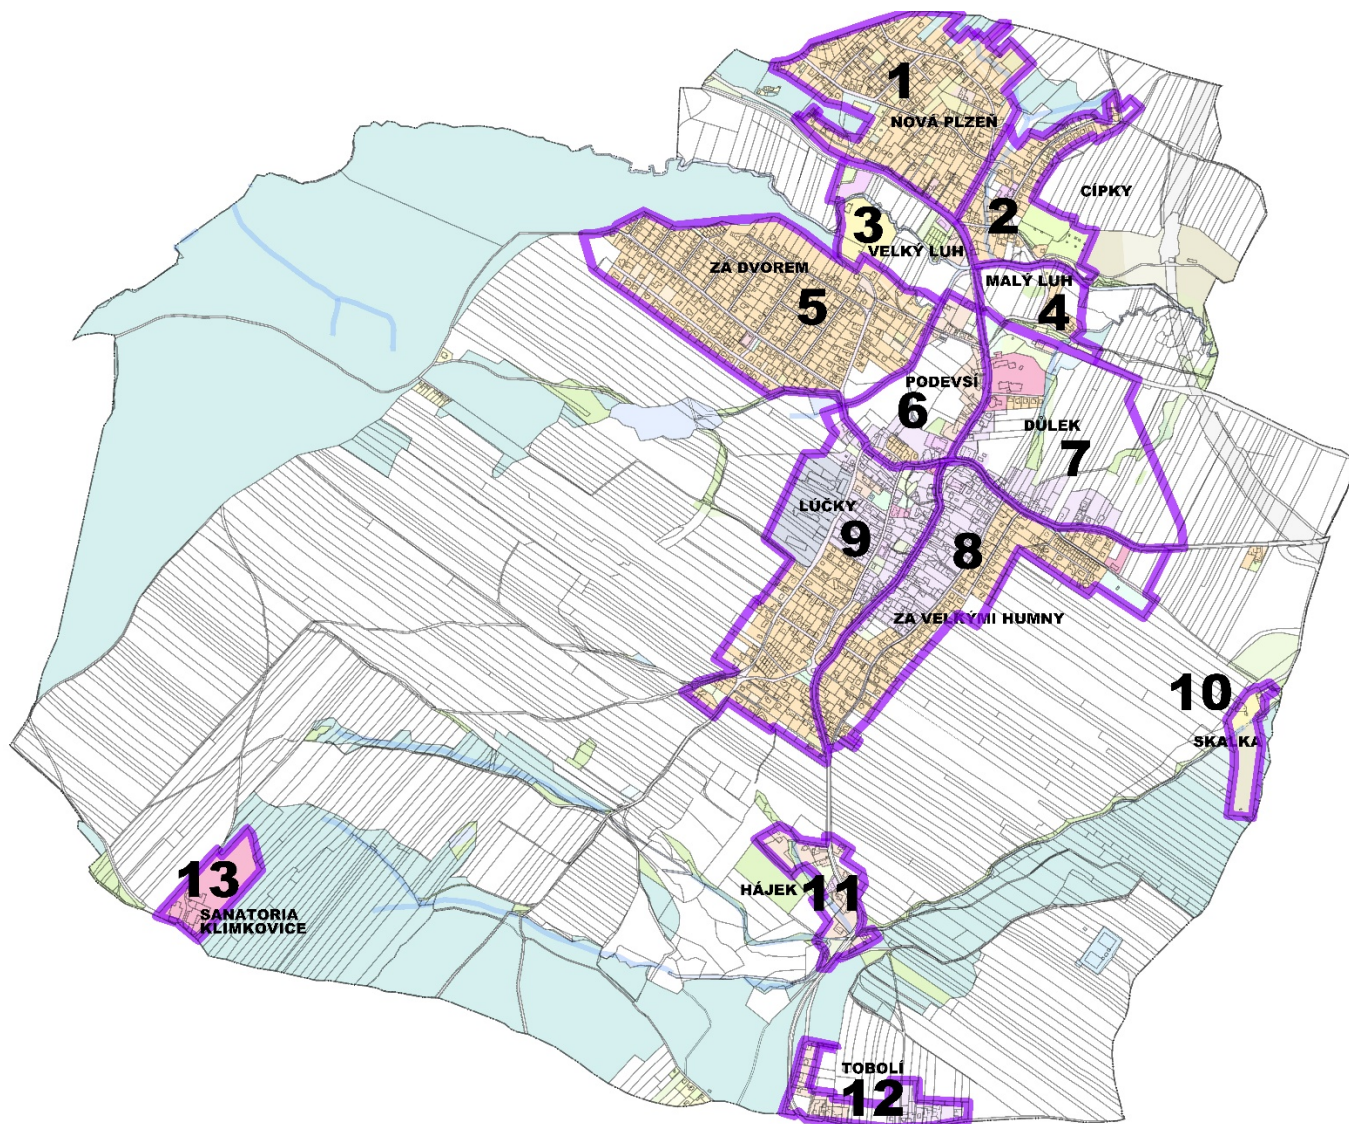 1
NOVÁ PLZEŇ
CÍPKY
2
3
VELKÝ LUH
ZA DVOREM
MALÝ LUH
5
4
PODEVSÍ
6
DŮLEK
7
LÚČKY
9
8
ZA VELKÝMI HUMNY
10
SKALKA
13
SANATORIA
KLIMKOVICE
HÁJEK
11
TOBOLÍ
12